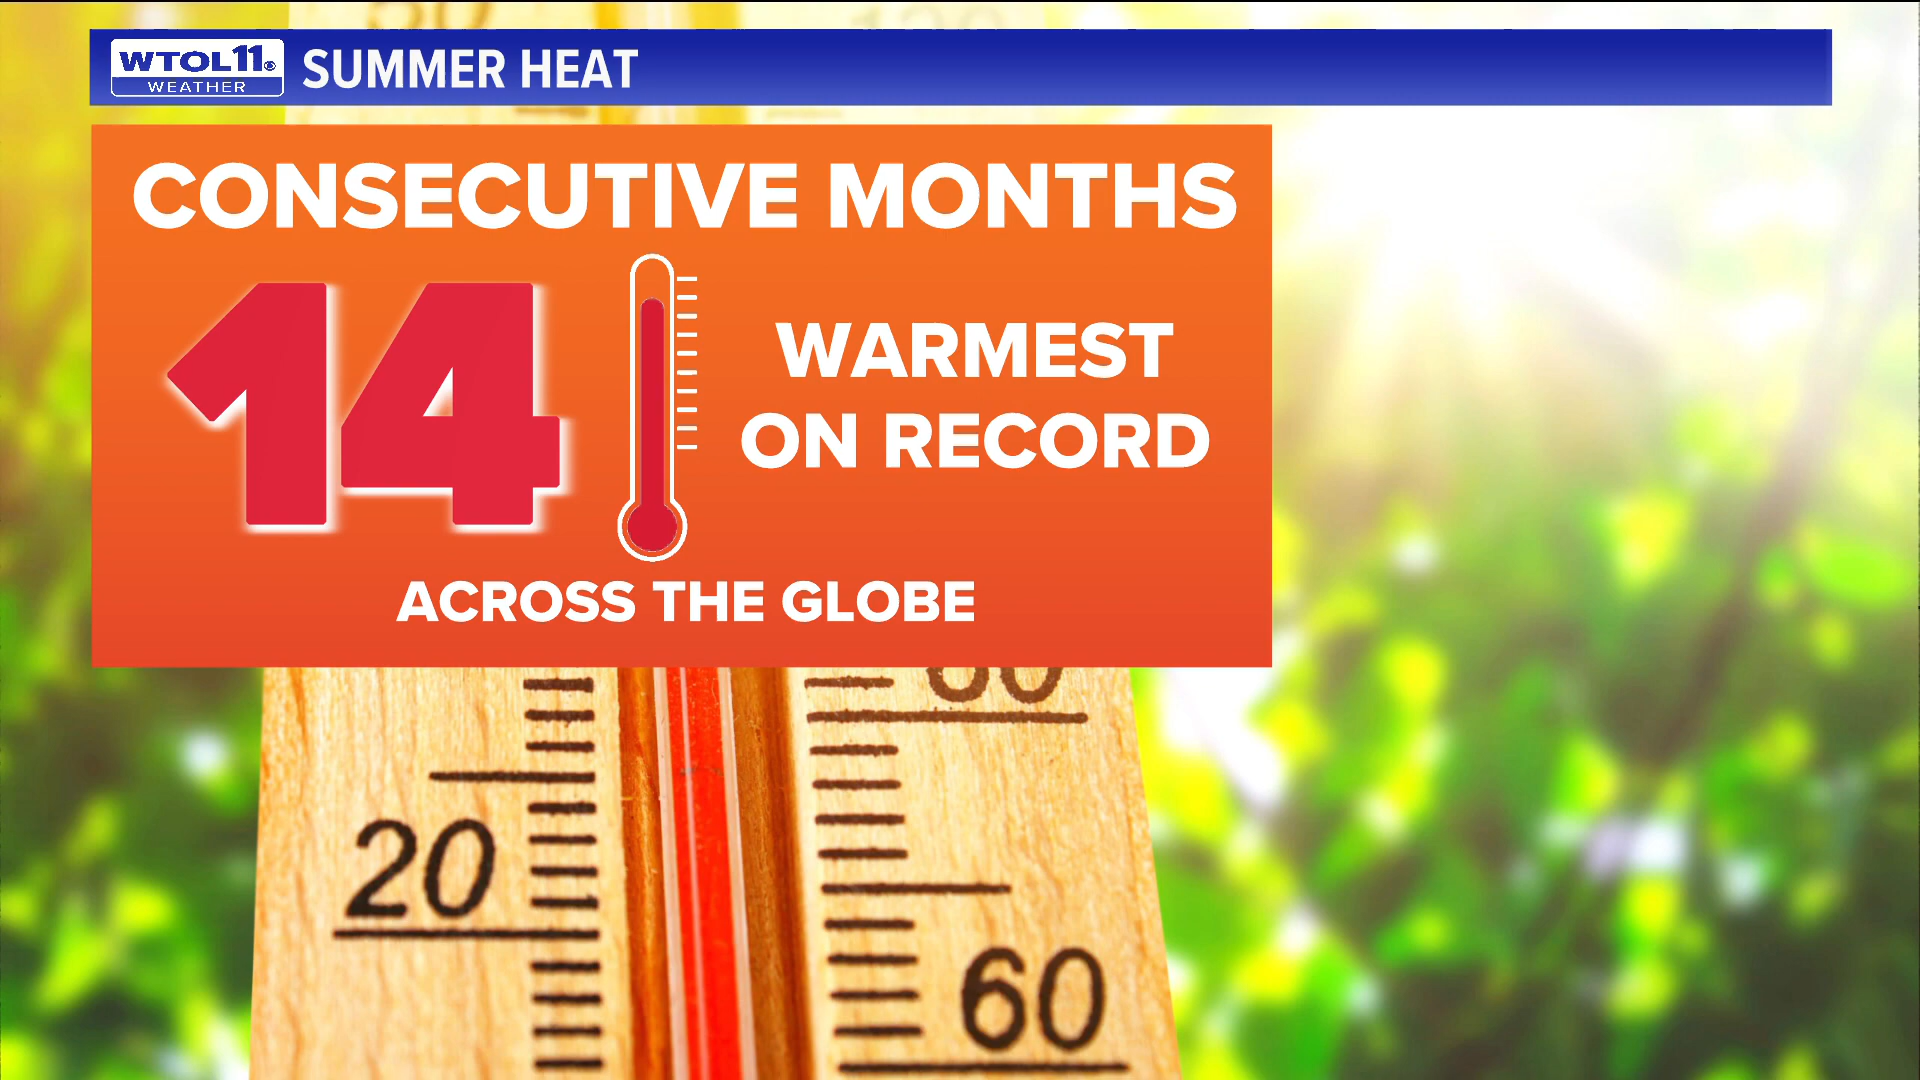 WTOL11
WEATHER
SUMMER HEAT
CONSECUTIVE MONTHS
14
WARMEST
ON RECORD
ACROSS THE GLOBE
20
60